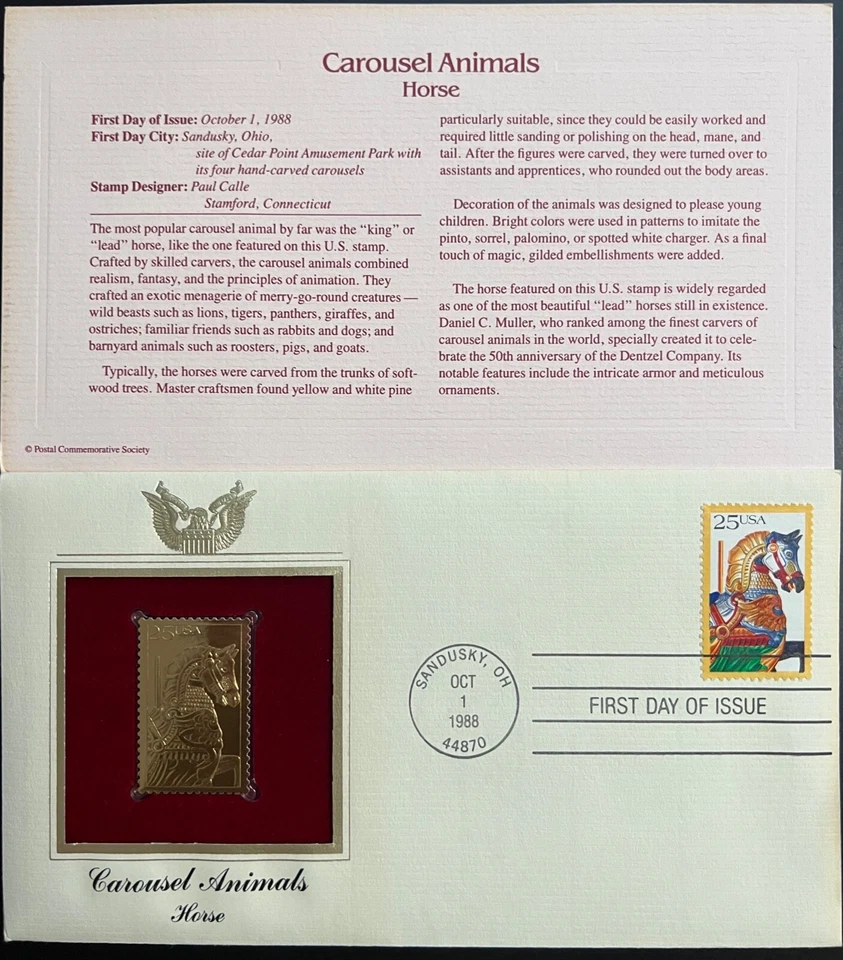 Carousel Animals
Horse
First Day of Issue: October 1, 1988
First Day City: Sandusky, Ohio,
site of Cedar Point Amusement Park with
its four hand-carved carousels
Stamp Designer: Paul Calle
Stamford, Connecticut
The most popular carousel animal by far was the “king” or
“lead” horse, like the one featured on this U.S. stamp.
Crafted by skilled carvers, the carousel animals combined
realism, fantasy, and the principles of animation. They
crafted an exotic menagerie of merry-go-round creatures —
wild beasts such as lions, tigers, panthers, giraffes, and
ostriches; familiar friends such as rabbits and dogs; and
barnyard animals such as roosters, pigs, and goats.
Typically, the horses were carved from the trunks of soft-
wood trees. Master craftsmen found yellow and white pine
particularly suitable, since they could be easily worked and
required little sanding or polishing on the head, mane, and
tail. After the figures were carved, they were turned over to
assistants and apprentices, who rounded out the body areas.
Decoration of the animals was designed to please young
children. Bright colors were used in patterns to imitate the
pinto, sorrel, palomino, or spotted white charger. As a final
touch of magic, gilded embellishments were added.
The horse featured on this U.S. stamp is widely regarded
as one of the most beautiful “lead” horses still in existence.
Daniel C. Muller, who ranked among the finest carvers of
carousel animals in the world, specially created it to cele-
brate the 50th anniversary of the Dentzel Company. Its
notable features include the intricate armor and meticulous
ornaments.
© Postal Commemorative Society
25USA
25USA
SANDUSKY, OH
OCT
1
1988
44870
FIRST DAY OF ISSUE
Carousel Animals
Horse